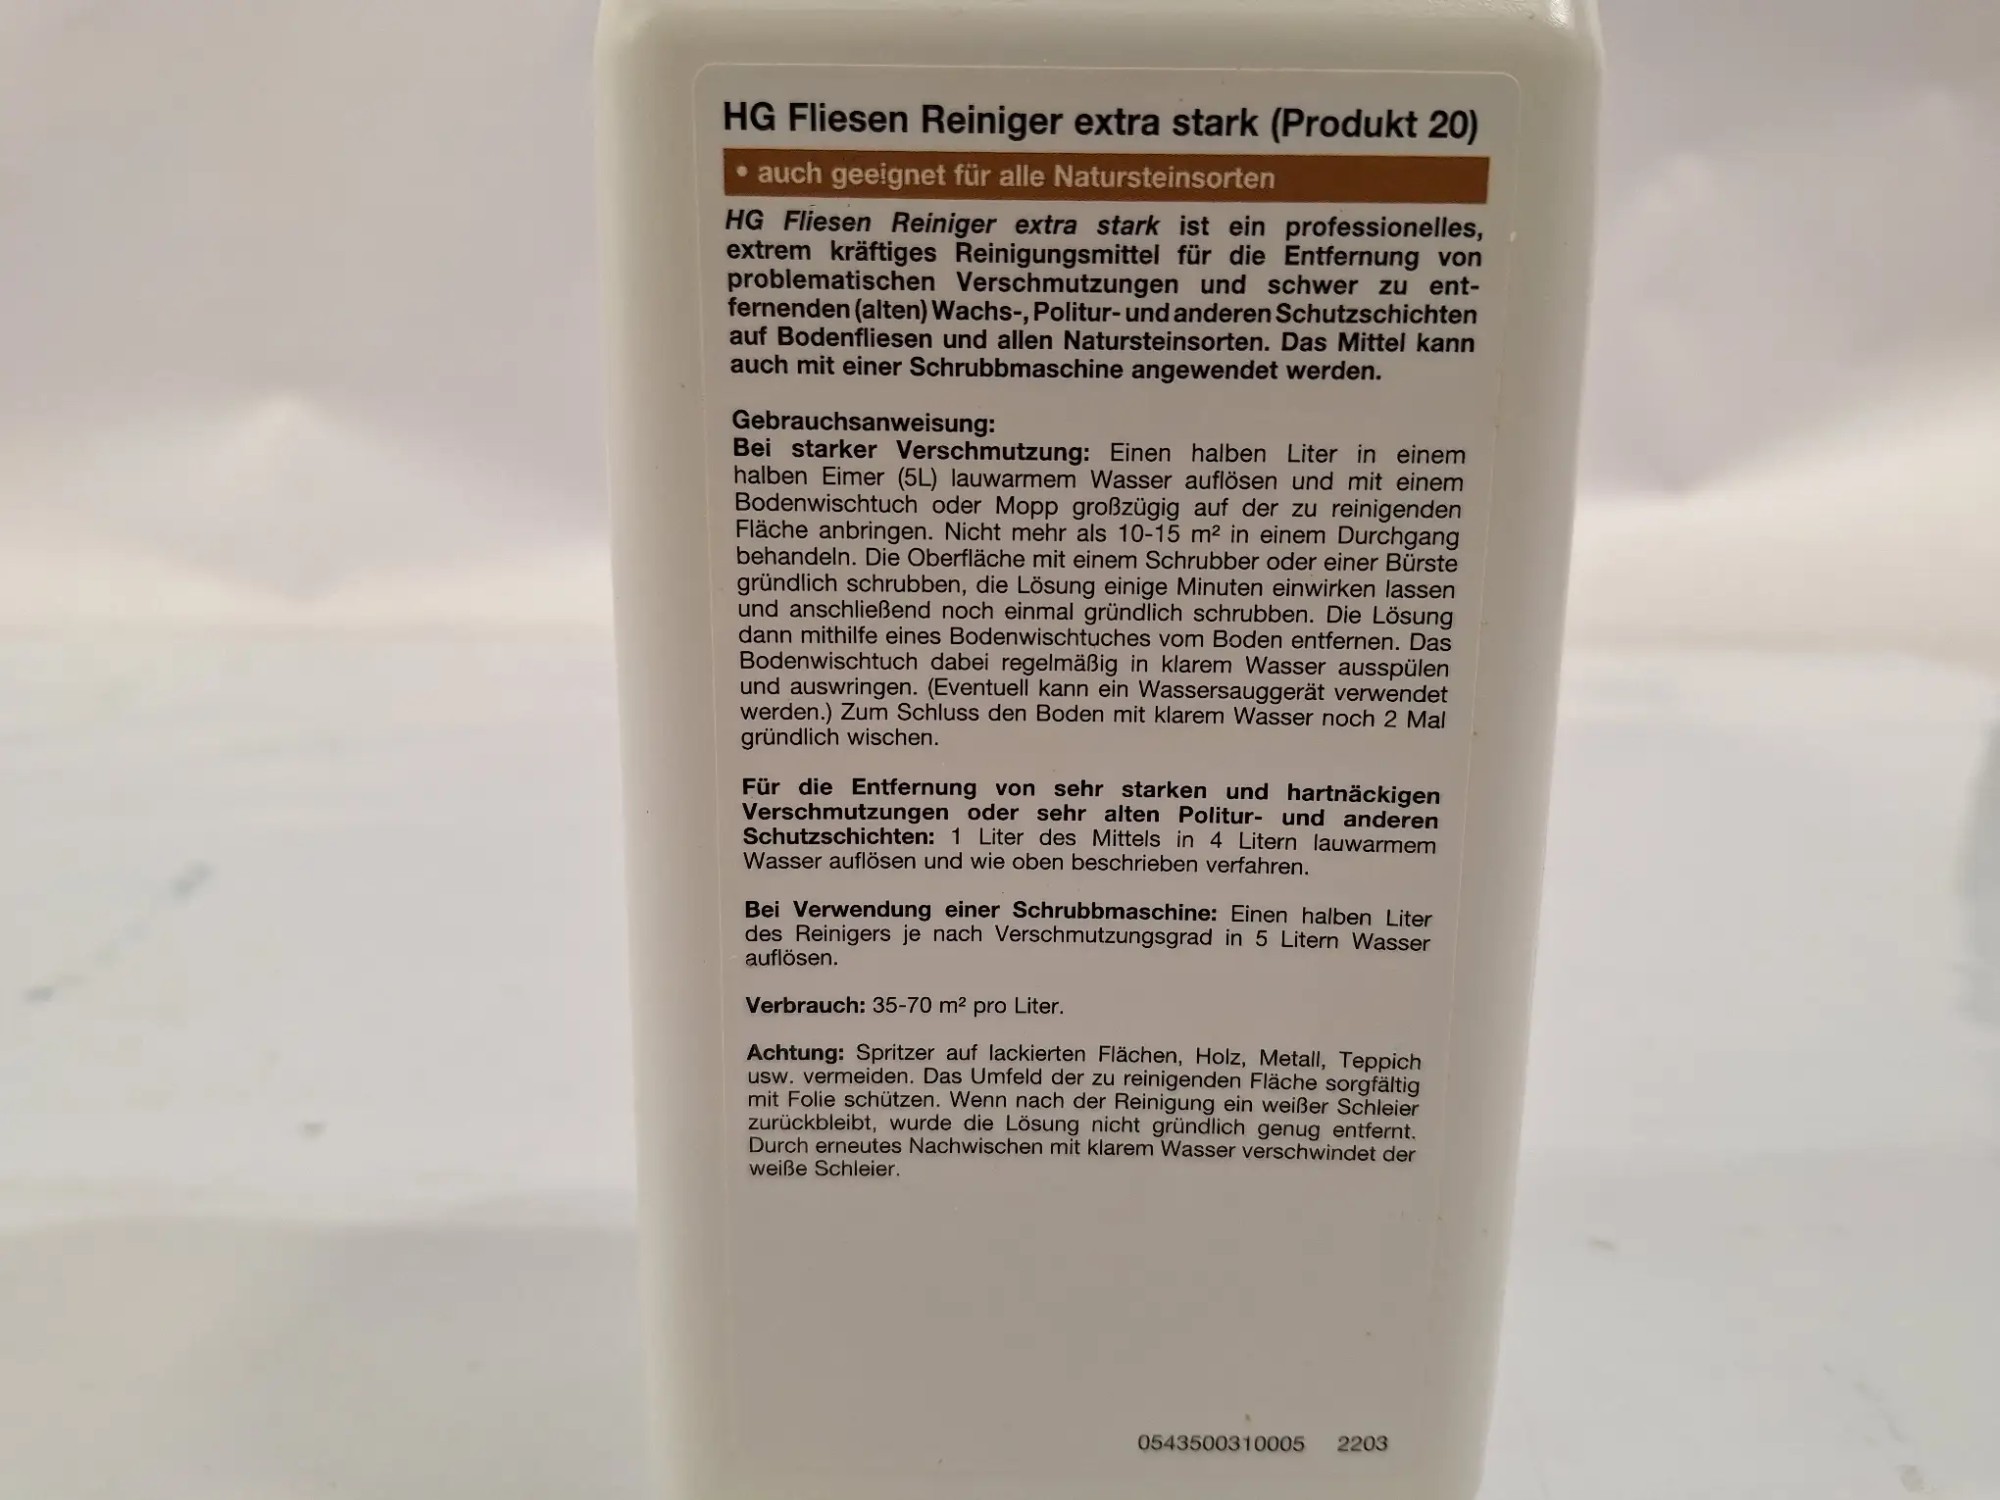 HG Fliesen Reiniger extra stark (Produkt 20)
• auch geeignet für alle Natursteinsorten
HG Fliesen Reiniger extra stark ist ein professionelles,
extrem kräftiges Reinigungsmittel für die Entfernung von
problematischen Verschmutzungen und schwer zu ent-
fernenden (alten) Wachs-, Politur- und anderen Schutzschichten
auf Bodenfliesen und allen Natursteinsorten. Das Mittel kann
auch mit einer Schrubbmaschine angewendet werden.
Gebrauchsanweisung:
Bei starker Verschmutzung: Einen halben Liter in einem
halben Eimer (5L) lauwarmem Wasser auflösen und mit einem
Bodenwischtuch oder Mopp großzügig auf der zu reinigenden
Fläche anbringen. Nicht mehr als 10-15 m² in einem Durchgang
behandeln. Die Oberfläche mit einem Schrubber oder einer Bürste
gründlich schrubben, die Lösung einige Minuten einwirken lassen
und anschließend noch einmal gründlich schrubben. Die Lösung
dann mithilfe eines Bodenwischtuches vom Boden entfernen. Das
Bodenwischtuch dabei regelmäßig in klarem Wasser ausspülen
und auswringen. (Eventuell kann ein Wassersauggerät verwendet
werden.) Zum Schluss den Boden mit klarem Wasser noch 2 Mal
gründlich wischen.
Für die Entfernung von sehr starken und hartnäckigen
Verschmutzungen oder sehr alten Politur- und anderen
Schutzschichten: 1 Liter des Mittels in 4 Litern lauwarmem
Wasser auflösen und wie oben beschrieben verfahren.
Bei Verwendung einer Schrubbmaschine: Einen halben Liter
des Reinigers je nach Verschmutzungsgrad in 5 Litern Wasser
auflösen.
Verbrauch: 35-70 m² pro Liter.
Achtung: Spritzer auf lackierten Flächen, Holz, Metall, Teppich
usw. vermeiden. Das Umfeld der zu reinigenden Fläche sorgfältig
mit Folie schützen. Wenn nach der Reinigung ein weißer Schleier
zurückbleibt, wurde die Lösung nicht gründlich genug entfernt.
Durch erneutes Nachwischen mit klarem Wasser verschwindet der
weiße Schleier.
0543500310005 2203